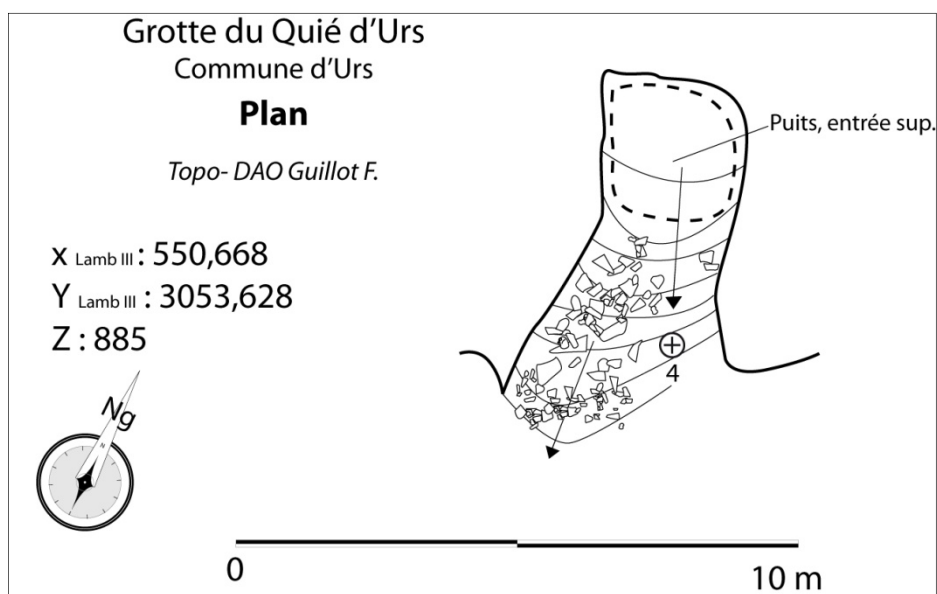 Grotte du Quié d'Urs
Commune d'Urs
Plan
Topo- DAO Guillot F.
Puits, entrée sup.
x Lamb III : 550,668
Y Lamb III : 3053,628
Z : 885
4
Ng
N
0
10 m